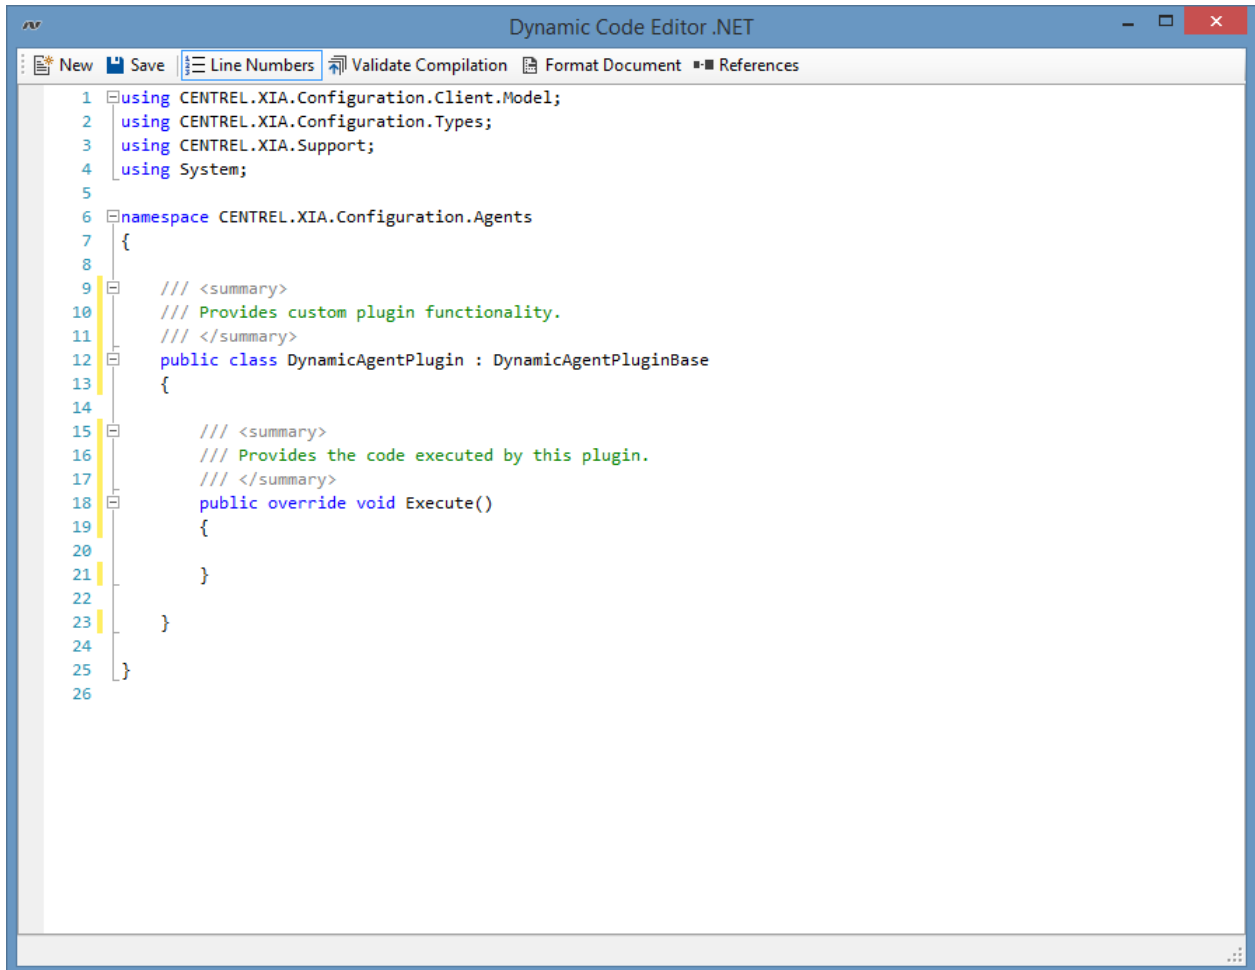 Dynamic Code Editor .NET
New Save Line Numbers Validate Compilation Format Document References
1 using CENTREL.XIA.Configuration.Client.Model;
2 using CENTREL.XIA.Configuration.Types;
3 using CENTREL.XIA.Support;
4 using System;
5
6 namespace CENTREL.XIA.Configuration.Agents
7 {
8
9 /// <summary>
10 /// Provides custom plugin functionality.
11 /// </summary>
12 public class DynamicAgentPlugin : DynamicAgentPluginBase
13 {
14
15 /// <summary>
16 /// Provides the code executed by this plugin.
17 /// </summary>
18 public override void Execute()
19 {
20
21 }
22
23 }
24
25 }
26